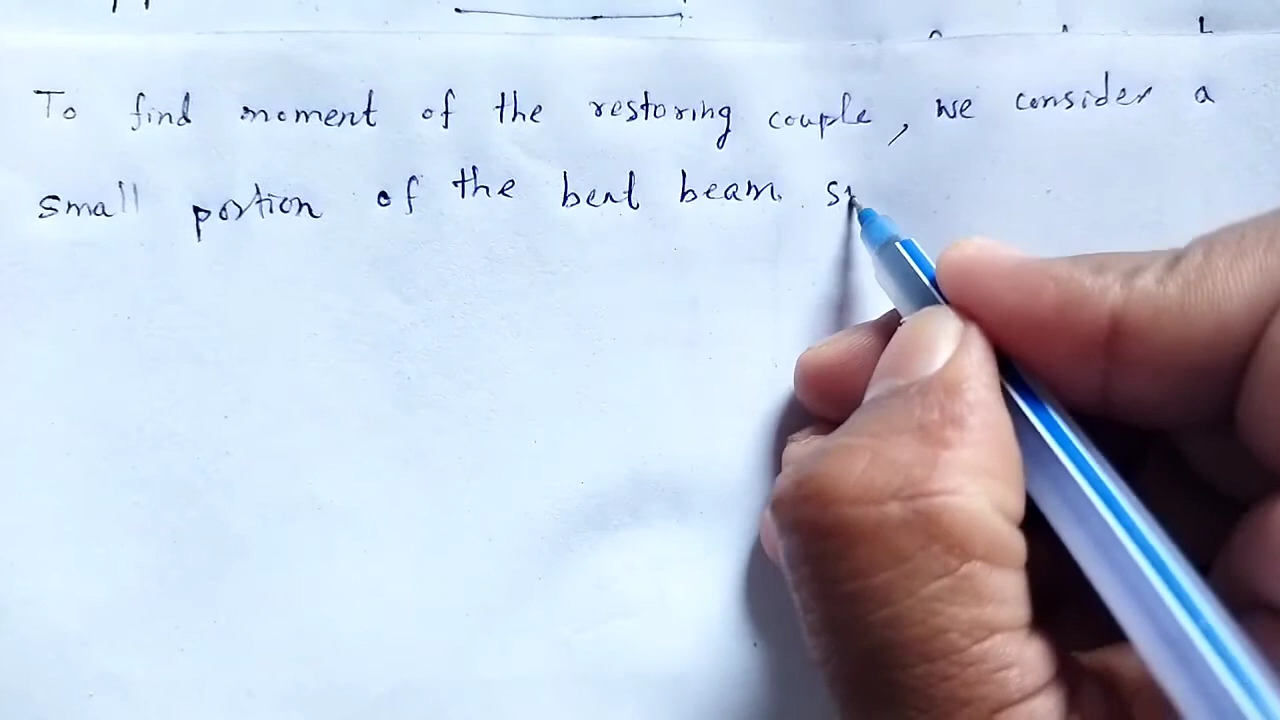 To find moment of the restoring couple, we consider a
small portion of the bent beam